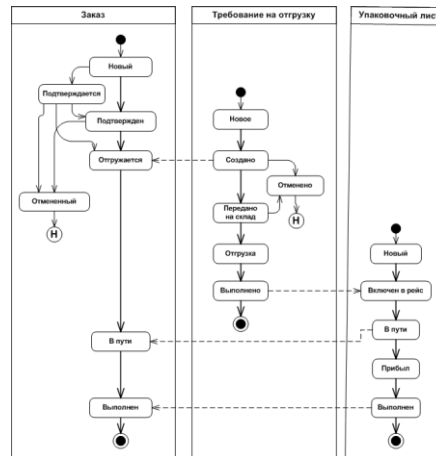 Заказ
Новый
Подтверждается
Подтвержден
Отгружается
Отмененный
H
В пути
Выполнен
Требование на отгрузку
Новое
Создано
Отменено
H
Передано
на склад
Отгрузка
Выполнено
Упаковочный лист
Новый
Включен в рейс
В пути
Прибыл
Выполнен